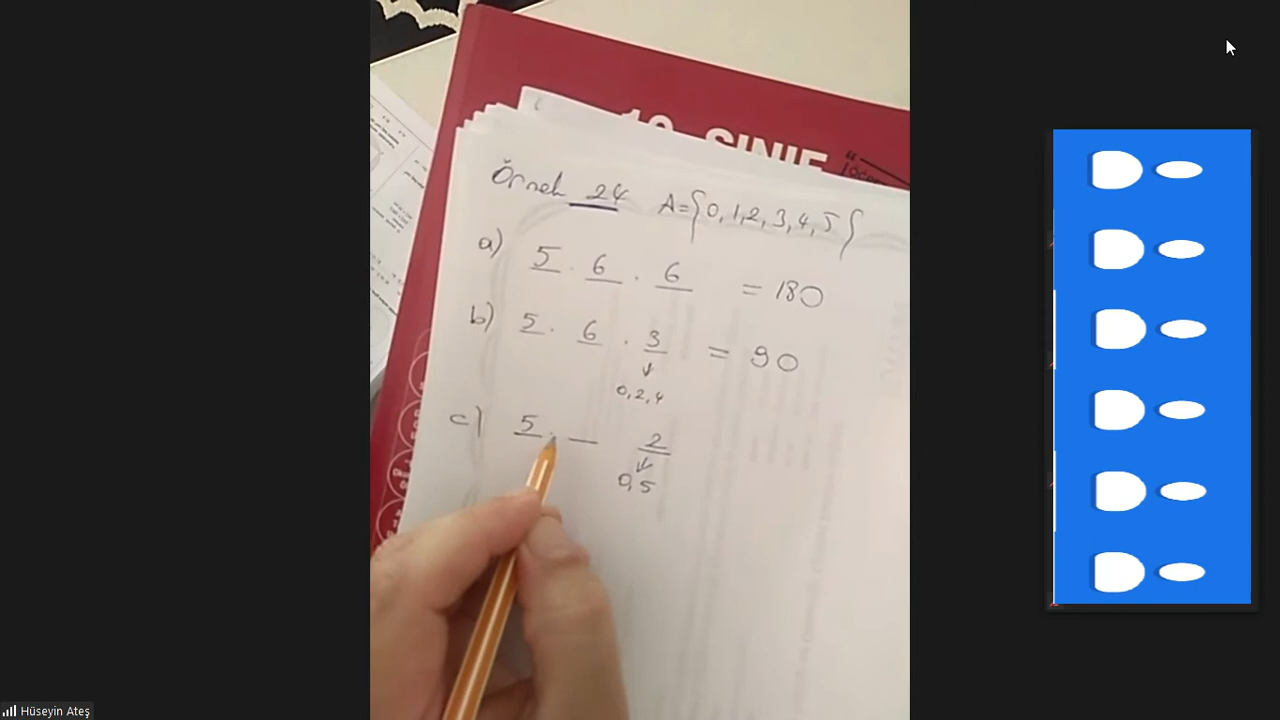 10. SINIF
Örnek 24 A={0,1,2,3,4,5}
a) 5 . 6 . 6 = 180
b) 5 . 6 . 3 = 90
0,2,4
c) 5 . _ 2
0,5
Hüseyin Ateş